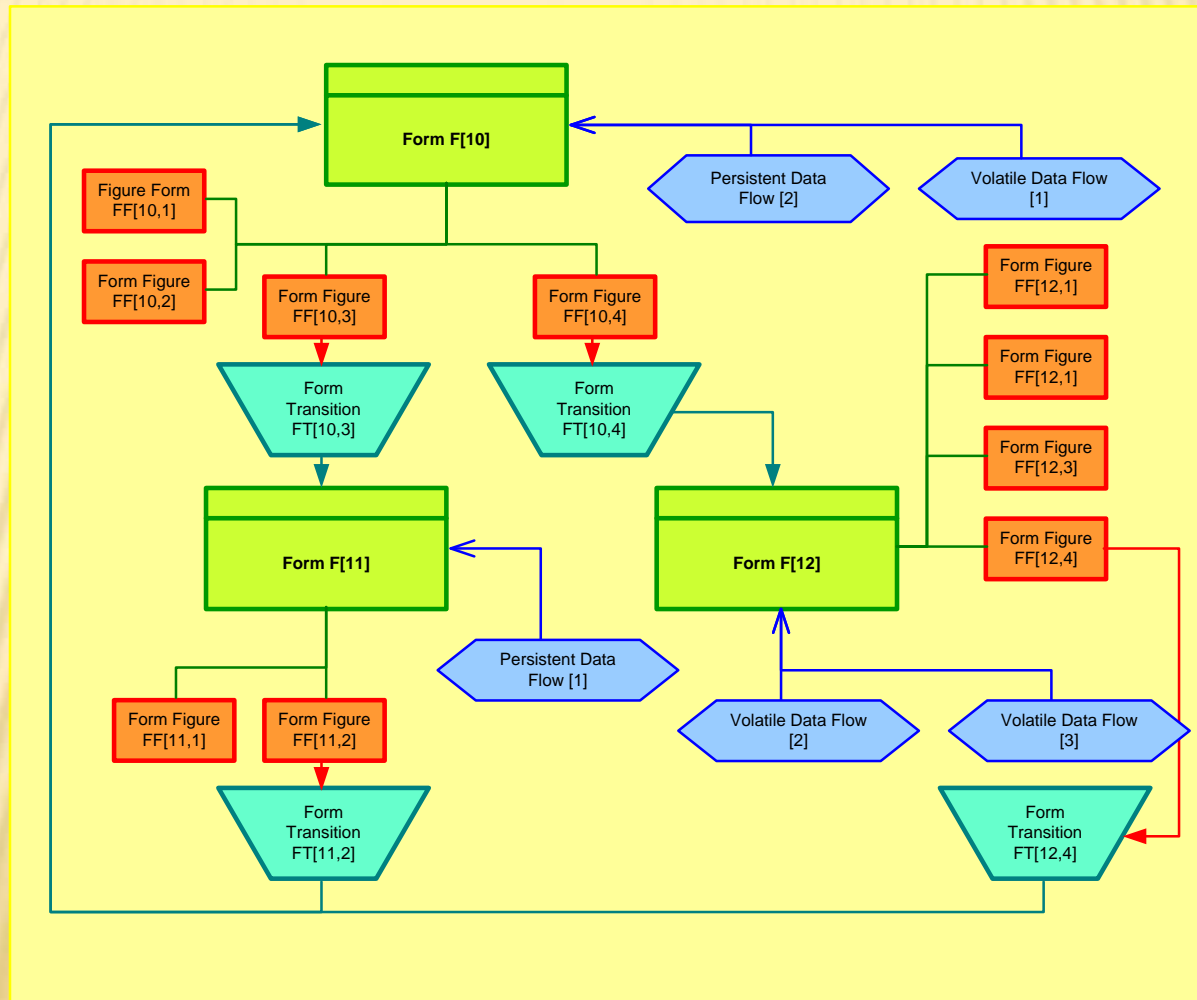 Form F[10]
Figure Form
FF[10,1]
Persistent Data
Flow [2]
Volatile Data Flow
[1]
Form Figure
FF[10,2]
Form Figure
FF[10,3]
Form Figure
FF[10,4]
Form Figure
FF[12,1]
Form Figure
FF[12,1]
Form
Transition
FT[10,3]
Form
Transition
FT[10,4]
Form Figure
FF[12,3]
Form F[11]
Form F[12]
Form Figure
FF[12,4]
Persistent Data
Flow [1]
Form Figure
FF[11,1]
Form Figure
FF[11,2]
Volatile Data Flow
[2]
Volatile Data Flow
[3]
Form
Transition
FT[11,2]
Form
Transition
FT[12,4]